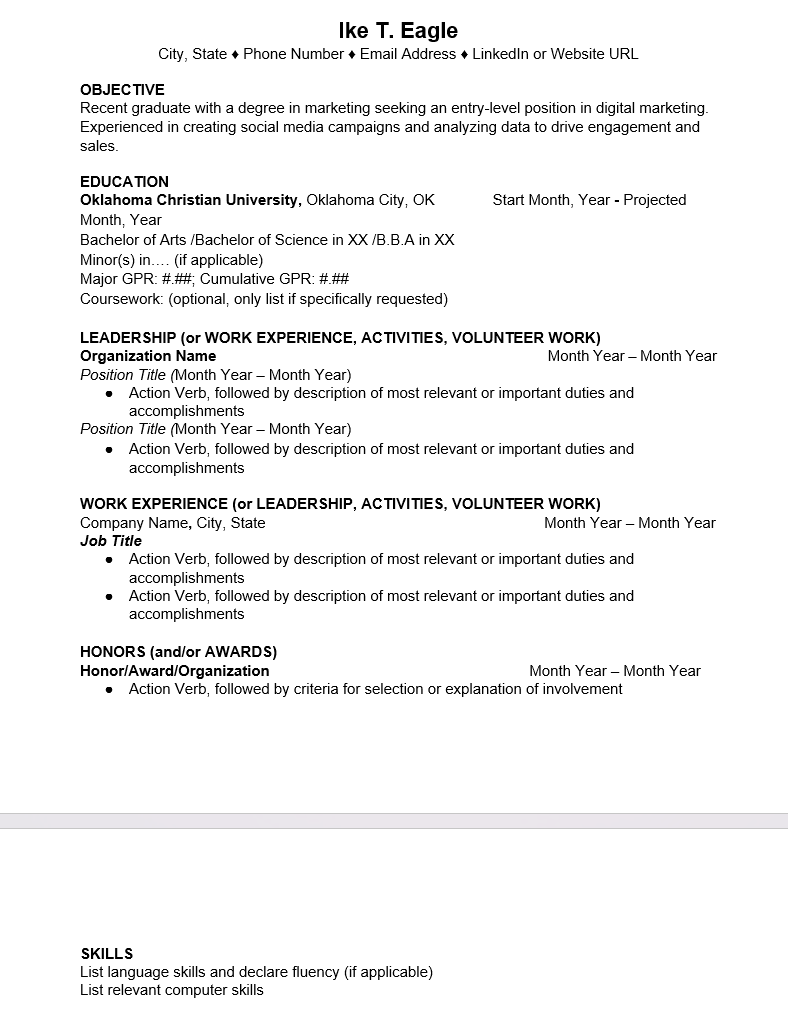 Ike T. Eagle
City, State ♦ Phone Number ♦ Email Address ♦ LinkedIn or Website URL
OBJECTIVE
Recent graduate with a degree in marketing seeking an entry-level position in digital marketing.
Experienced in creating social media campaigns and analyzing data to drive engagement and
sales.
EDUCATION
Oklahoma Christian University, Oklahoma City, OK Start Month, Year - Projected
Month, Year
Bachelor of Arts /Bachelor of Science in XX /B.B.A in XX
Minor(s) in…. (if applicable)
Major GPR: #.##; Cumulative GPR: #.##
Coursework: (optional, only list if specifically requested)
LEADERSHIP (or WORK EXPERIENCE, ACTIVITIES, VOLUNTEER WORK)
Organization Name Month Year – Month Year
Position Title (Month Year – Month Year)
● Action Verb, followed by description of most relevant or important duties and
accomplishments
Position Title (Month Year – Month Year)
● Action Verb, followed by description of most relevant or important duties and
accomplishments
WORK EXPERIENCE (or LEADERSHIP, ACTIVITIES, VOLUNTEER WORK)
Company Name, City, State Month Year – Month Year
Job Title
● Action Verb, followed by description of most relevant or important duties and
accomplishments
● Action Verb, followed by description of most relevant or important duties and
accomplishments
HONORS (and/or AWARDS)
Honor/Award/Organization Month Year – Month Year
● Action Verb, followed by criteria for selection or explanation of involvement
SKILLS
List language skills and declare fluency (if applicable)
List relevant computer skills